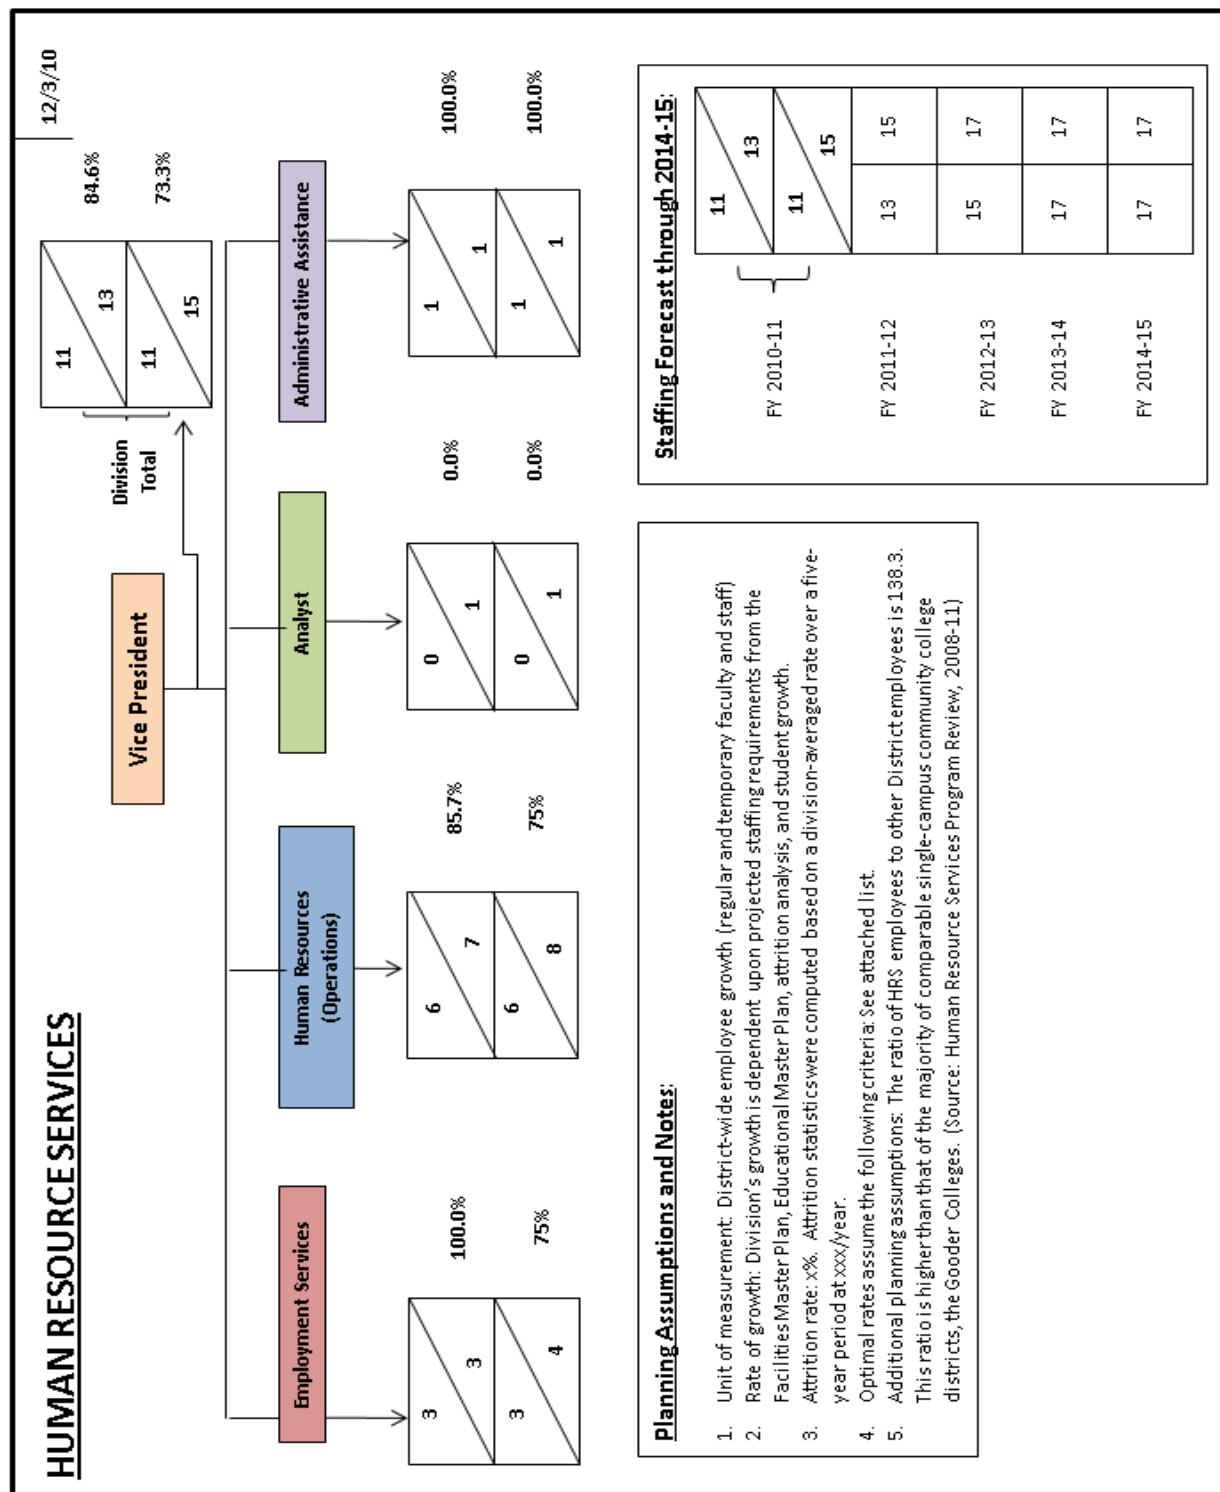 HUMAN RESOURCE SERVICES
12/3/10
Vice President
Division
Total
11
13
84.6%
11
15
73.3%
Employment Services
3
3
100.0%
3
4
75%
Human Resources
(Operations)
6
7
85.7%
6
8
75%
Analyst
0
1
0.0%
0
1
0.0%
Administrative Assistance
1
1
100.0%
1
1
100.0%
Planning Assumptions and Notes:
1. Unit of measurement: District-wide employee growth (regular and temporary faculty and staff)
2. Rate of growth: Division's growth is dependent upon projected staffing requirements from the
Facilities Master Plan, Educational Master Plan, attrition analysis, and student growth.
3. Attrition rate: x%. Attrition statistics were computed based on a division-averaged rate over a five-
year period at xxx/year.
4. Optimal rates assume the following criteria: See attached list.
5. Additional planning assumptions: The ratio of HRS employees to other District employees is 138.3.
This ratio is higher than that of the majority of comparable single-campus community college
districts, the Gooder Colleges. (Source: Human Resource Services Program Review, 2008-11)
Staffing Forecast through 2014-15:
FY 2010-11
11
13
11
15
FY 2011-12 13 15
FY 2012-13 15 17
FY 2013-14 17 17
FY 2014-15 17 17